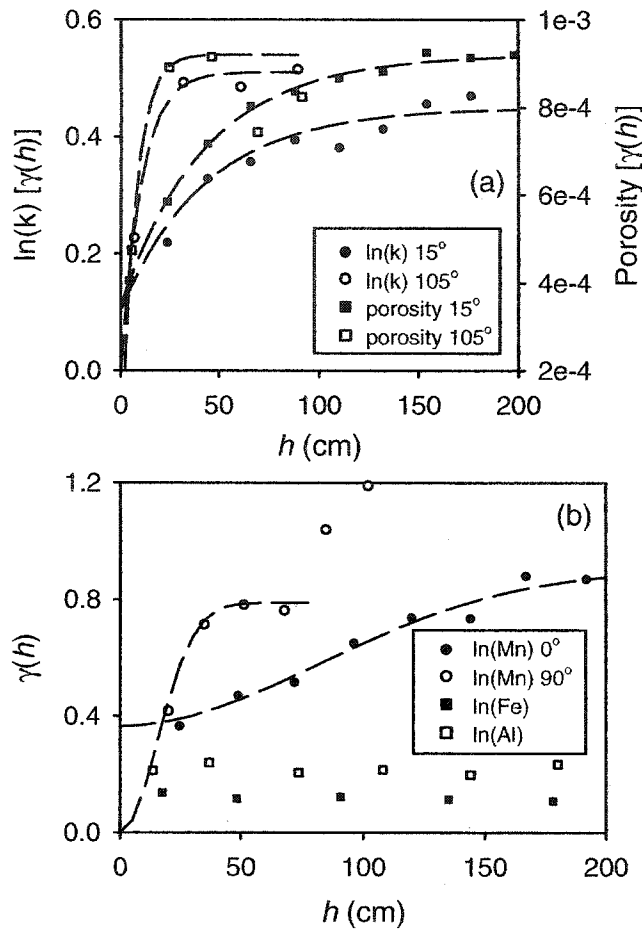 0.6
0.4
0.2
0.0
ln(k) [γ(h)]
1e-3
8e-4
6e-4
4e-4
2e-4
Porosity [γ(h)]
(a)
ln(k) 15°
ln(k) 105°
porosity 15°
porosity 105°
0 50 100 150 200
h (cm)
1.2
0.8
0.4
0.0
γ(h)
(b)
ln(Mn) 0°
ln(Mn) 90°
ln(Fe)
ln(Al)
0 50 100 150 200
h (cm)